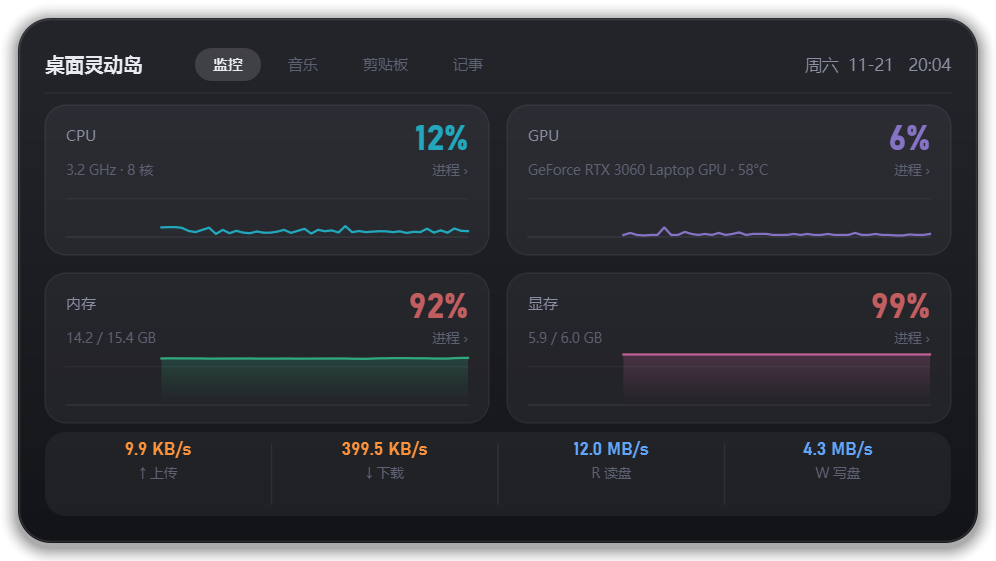 桌面灵动岛 监控 音乐 剪贴板 记事 周六 11-21 20:04
CPU 12%
3.2 GHz · 8 核 进程 ›
GPU 6%
GeForce RTX 3060 Laptop GPU · 58°C 进程 ›
内存 92%
14.2 / 15.4 GB 进程 ›
显存 99%
5.9 / 6.0 GB 进程 ›
9.9 KB/s 399.5 KB/s 12.0 MB/s 4.3 MB/s
↑ 上传 ↓ 下载 R 读盘 W 写盘